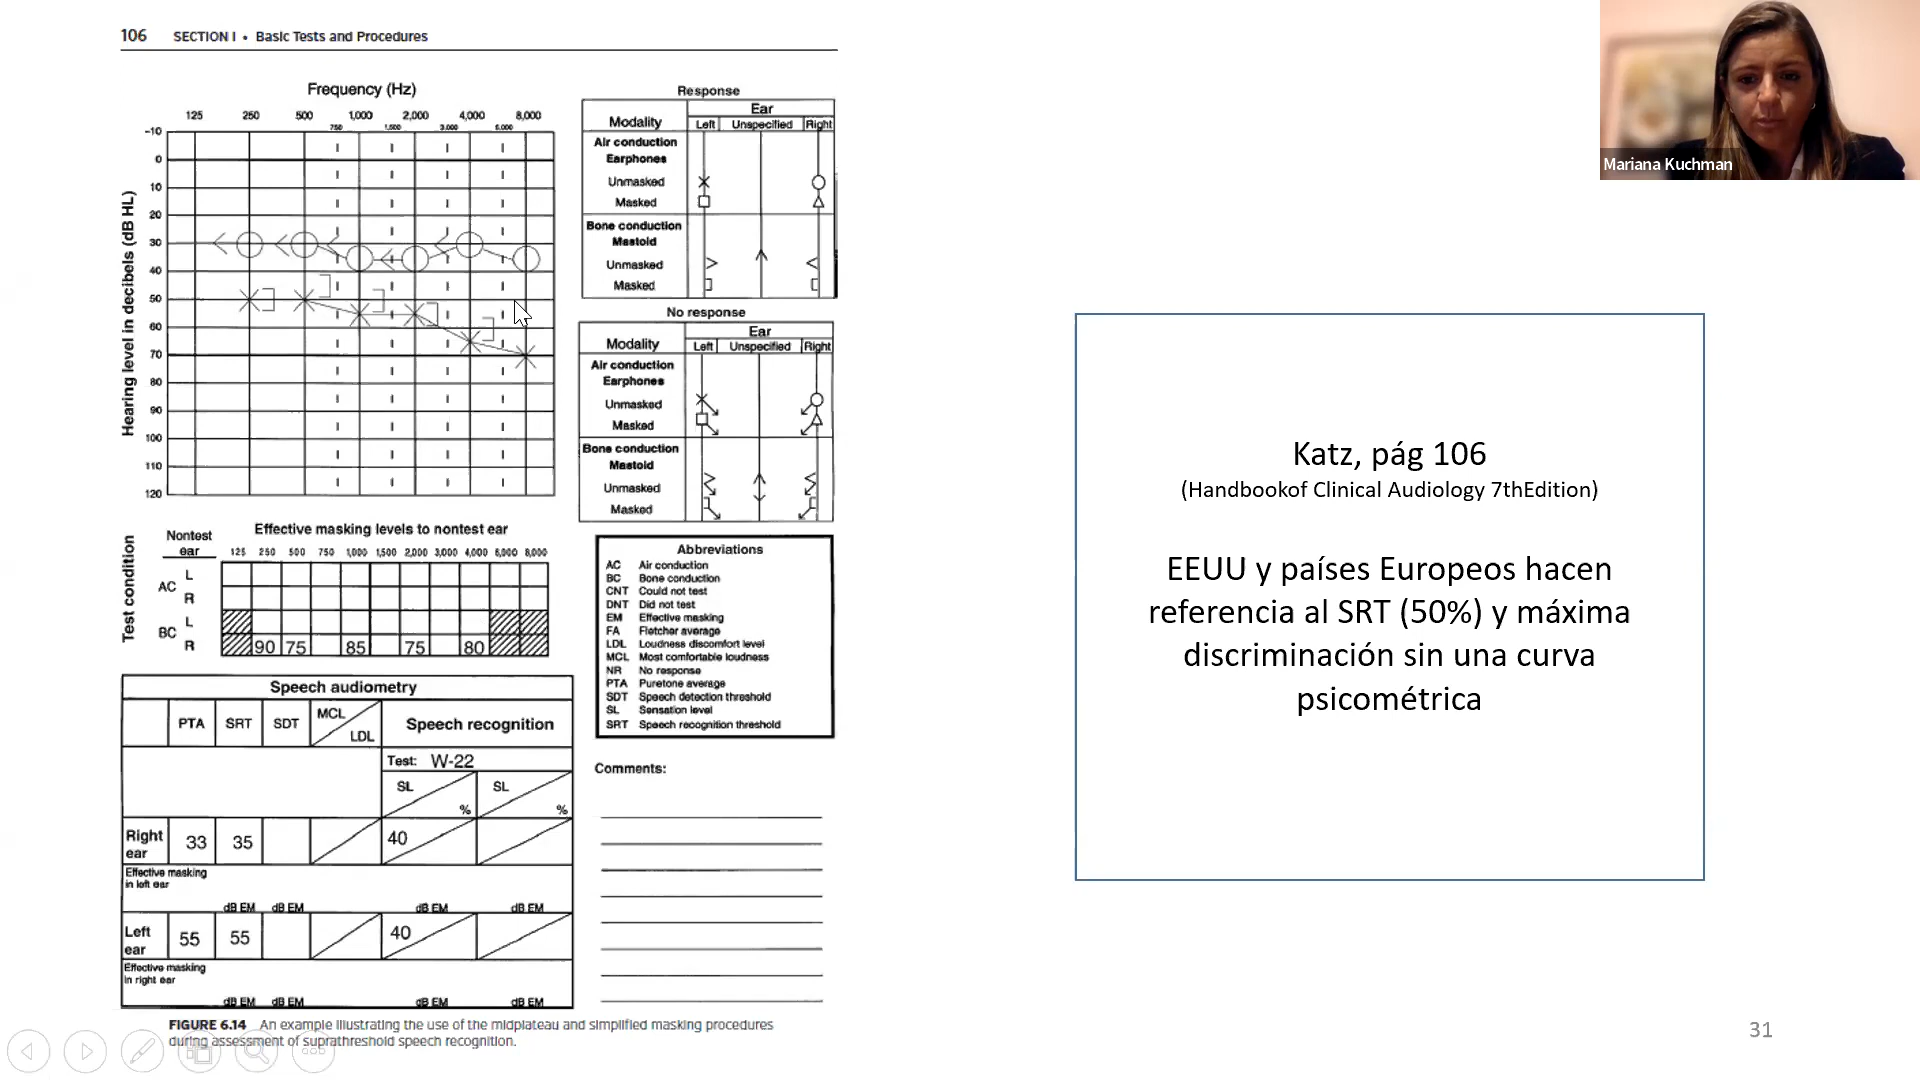 106 SECTION I • Basic Tests and Procedures
Frequency (Hz)
125 250 500 1,000 2,000 4,000 8,000
750 1,500 3,000 6,000
Hearing level in decibels (dB HL)
-10
0
10
20
30
40
50
60
70
80
90
100
110
120
Response
Modality
Ear
Left Unspecified Right
Air conduction
Earphones
Unmasked
Masked
Bone conduction
Mastoid
Unmasked
Masked
No response
Modality
Ear
Left Unspecified Right
Air conduction
Earphones
Unmasked
Masked
Bone conduction
Mastoid
Unmasked
Masked
Effective masking levels to nontest ear
Test condition
Nontest
ear
125 250 500 750 1,000 1,500 2,000 3,000 4,000 6,000 8,000
AC
L
R
BC
L
R 90 75 85 75 80
Abbreviations
AC Air conduction
BC Bone conduction
CNT Could not test
DNT Did not test
EM Effective masking
FA Fletcher average
LDL Loudness discomfort level
MCL Most comfortable loudness
NR No response
PTA Puretone average
SDT Speech detection threshold
SL Sensation level
SRT Speech recognition threshold
Speech audiometry
PTA SRT SDT MCL LDL Speech recognition
Test: W-22
SL % SL %
Right
ear 33 35 40
Effective masking
in left ear
dB EM dB EM dB EM dB EM
Left
ear 55 55 40
Effective masking
in right ear
dB EM dB EM dB EM dB EM
Comments:
FIGURE 6.14 An example illustrating the use of the midplateau and simplified masking procedures
during assessment of suprathreshold speech recognition.
Katz, pág 106
(Handbookof Clinical Audiology 7thEdition)
EEUU y países Europeos hacen
referencia al SRT (50%) y máxima
discriminación sin una curva
psicométrica
31
Mariana Kuchman